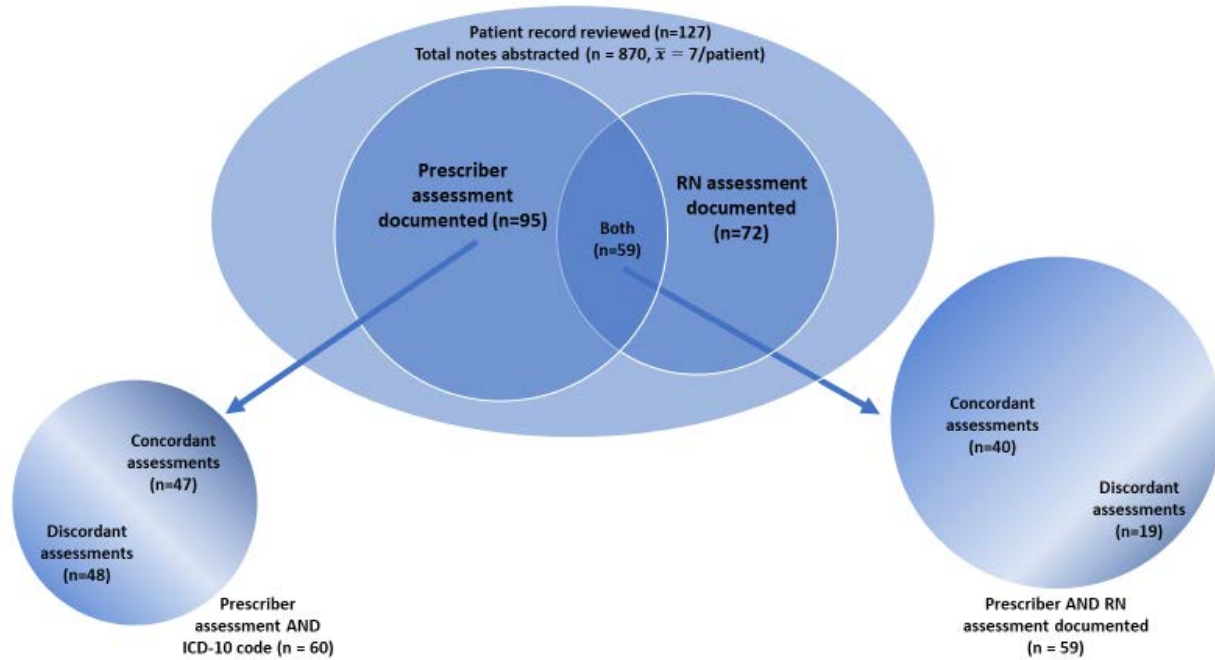 Patient record reviewed (n=127)
Total notes abstracted (n = 870, x̅ = 7/patient)
Prescriber
assessment
documented (n=95)
Both
(n=59)
RN assessment
documented
(n=72)
Concordant
assessments
(n=47)
Discordant
assessments
(n=48)
Prescriber
assessment AND
ICD-10 code (n = 60)
Concordant
assessments
(n=40)
Discordant
assessments
(n=19)
Prescriber AND RN
assessment documented
(n = 59)